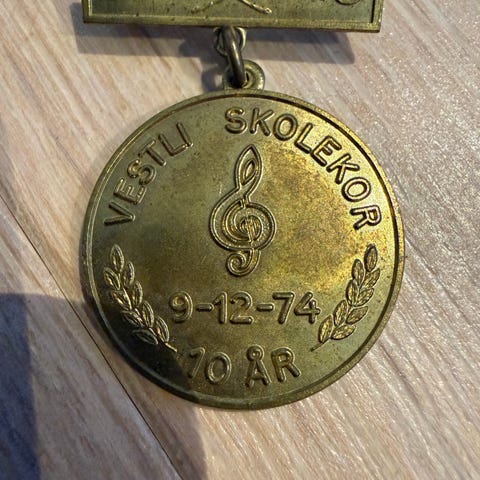 VESTLI SKOLEKOR
9-12-74
10 ÅR